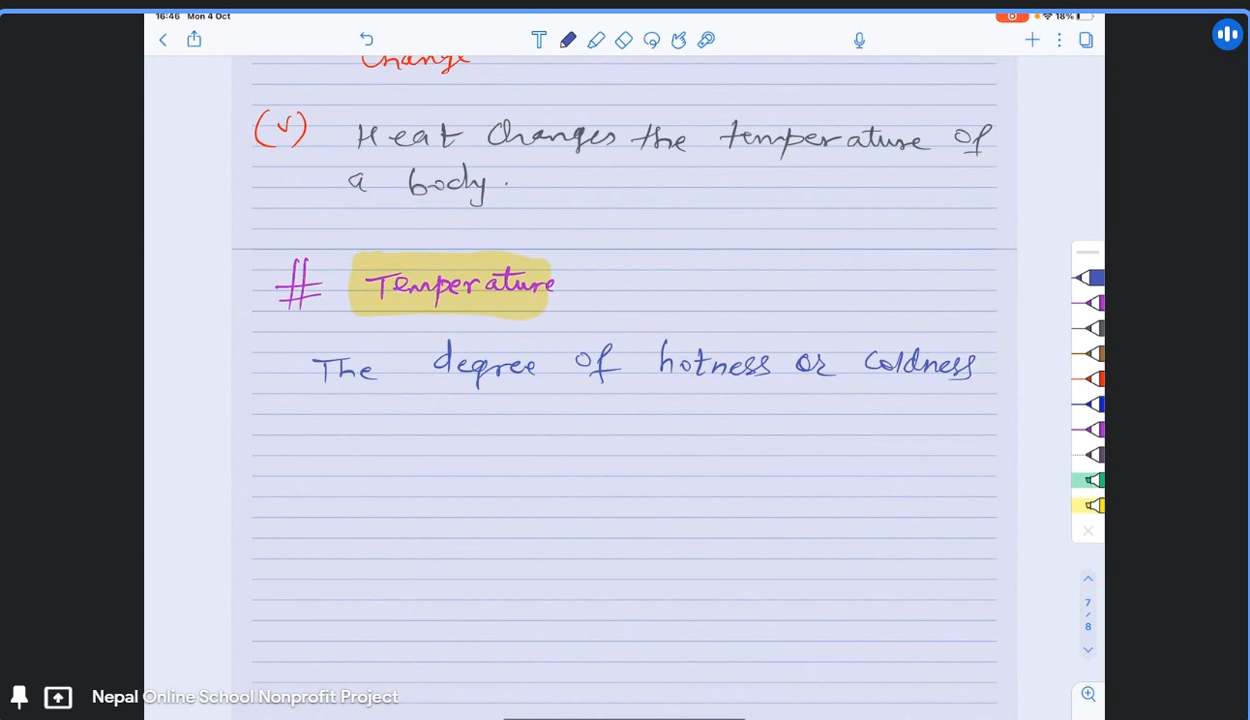 16:46 Mon 4 Oct
18%
change
(v) Heat changes the temperature of
a body.
# Temperature
The degree of hotness or coldness
7
8
Nepal Online School Nonprofit Project